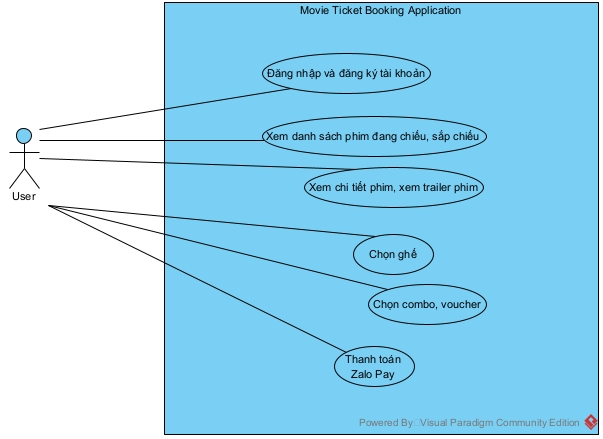 Movie Ticket Booking Application
Đăng nhập và đăng ký tài khoản
Xem danh sách phim đang chiếu, sắp chiếu
Xem chi tiết phim, xem trailer phim
User
Chọn ghế
Chọn combo, voucher
Thanh toán
Zalo Pay
Powered By Visual Paradigm Community Edition